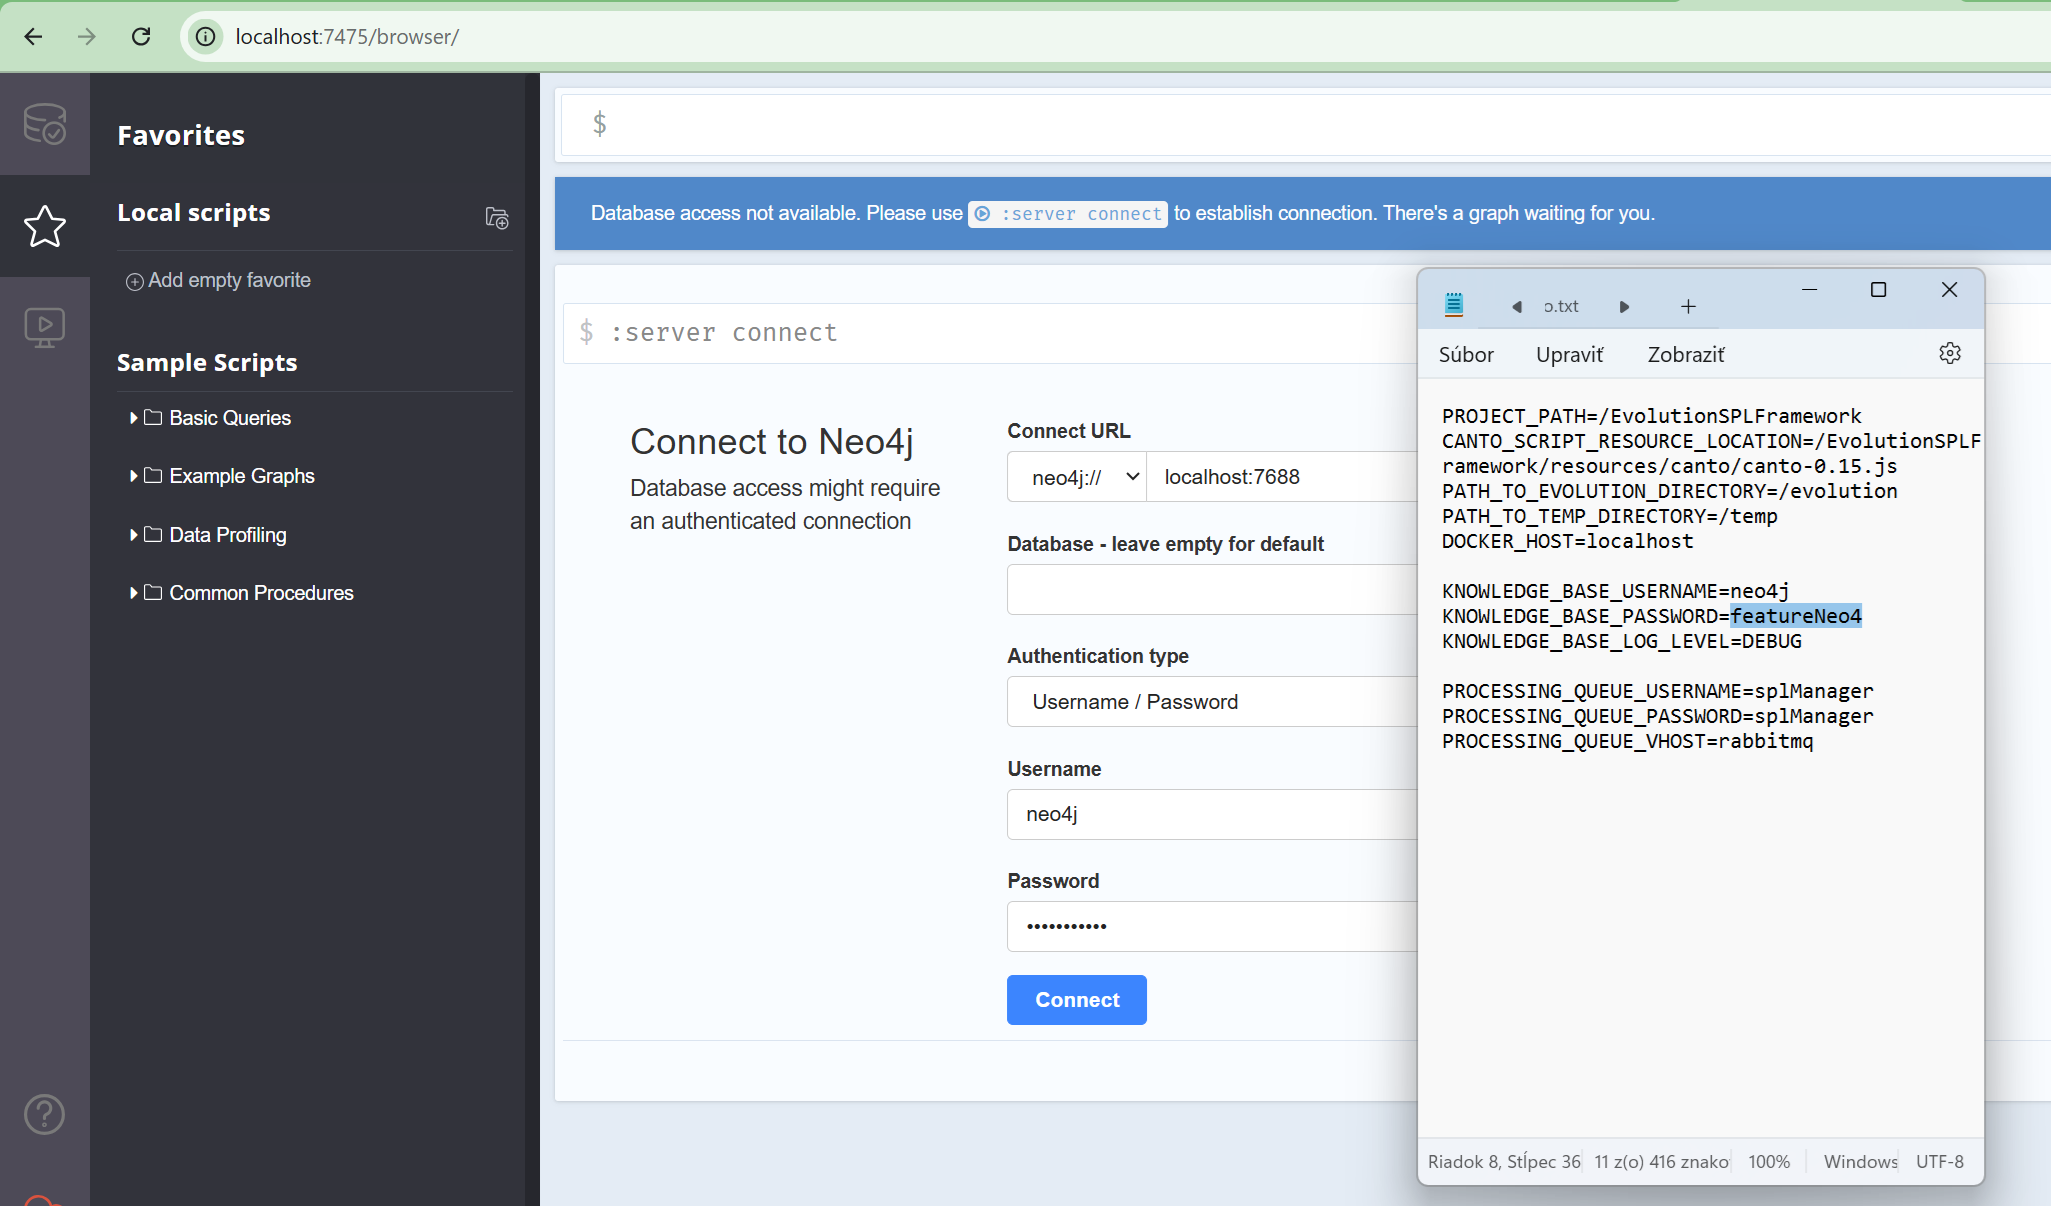 localhost:7475/browser/
Favorites
Local scripts
Add empty favorite
Sample Scripts
Basic Queries
Example Graphs
Data Profiling
Common Procedures
$
Database access not available. Please use :server connect to establish connection. There's a graph waiting for you.
$ :server connect
Connect to Neo4j
Database access might require
an authenticated connection
Connect URL
neo4j://
localhost:7688
Database - leave empty for default
Authentication type
Username / Password
Username
neo4j
Password
•••••••••••
Connect
o.txt
Súbor Upraviť Zobraziť
PROJECT_PATH=/EvolutionSPLFramework
CANTO_SCRIPT_RESOURCE_LOCATION=/EvolutionSPLF
ramework/resources/canto/canto-0.15.js
PATH_TO_EVOLUTION_DIRECTORY=/evolution
PATH_TO_TEMP_DIRECTORY=/temp
DOCKER_HOST=localhost
KNOWLEDGE_BASE_USERNAME=neo4j
KNOWLEDGE_BASE_PASSWORD=featureNeo4
KNOWLEDGE_BASE_LOG_LEVEL=DEBUG
PROCESSING_QUEUE_USERNAME=splManager
PROCESSING_QUEUE_PASSWORD=splManager
PROCESSING_QUEUE_VHOST=rabbitmq
Riadok 8, Stĺpec 36 11 z(o) 416 znako 100% Windows UTF-8